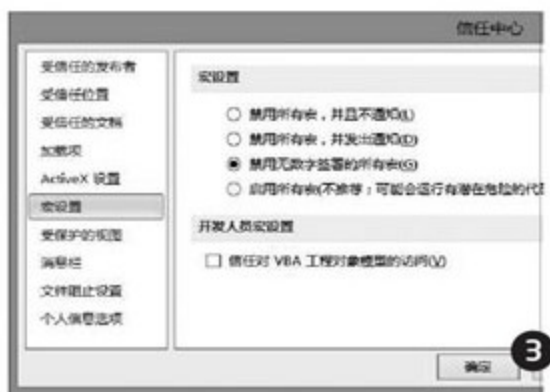 信任中心
受信任的发布者
受信任位置
受信任的文档
加载项
ActiveX 设置
宏设置
受保护的视图
消息栏
文件阻止设置
个人信息选项
宏设置
禁用所有宏，并且不通知(L)
禁用所有宏，并发出通知(D)
禁用无数字签署的所有宏(G)
启用所有宏(不推荐；可能会运行有潜在危险的代
开发人员宏设置
信任对 VBA 工程对象模型的访问(V)
确定
3